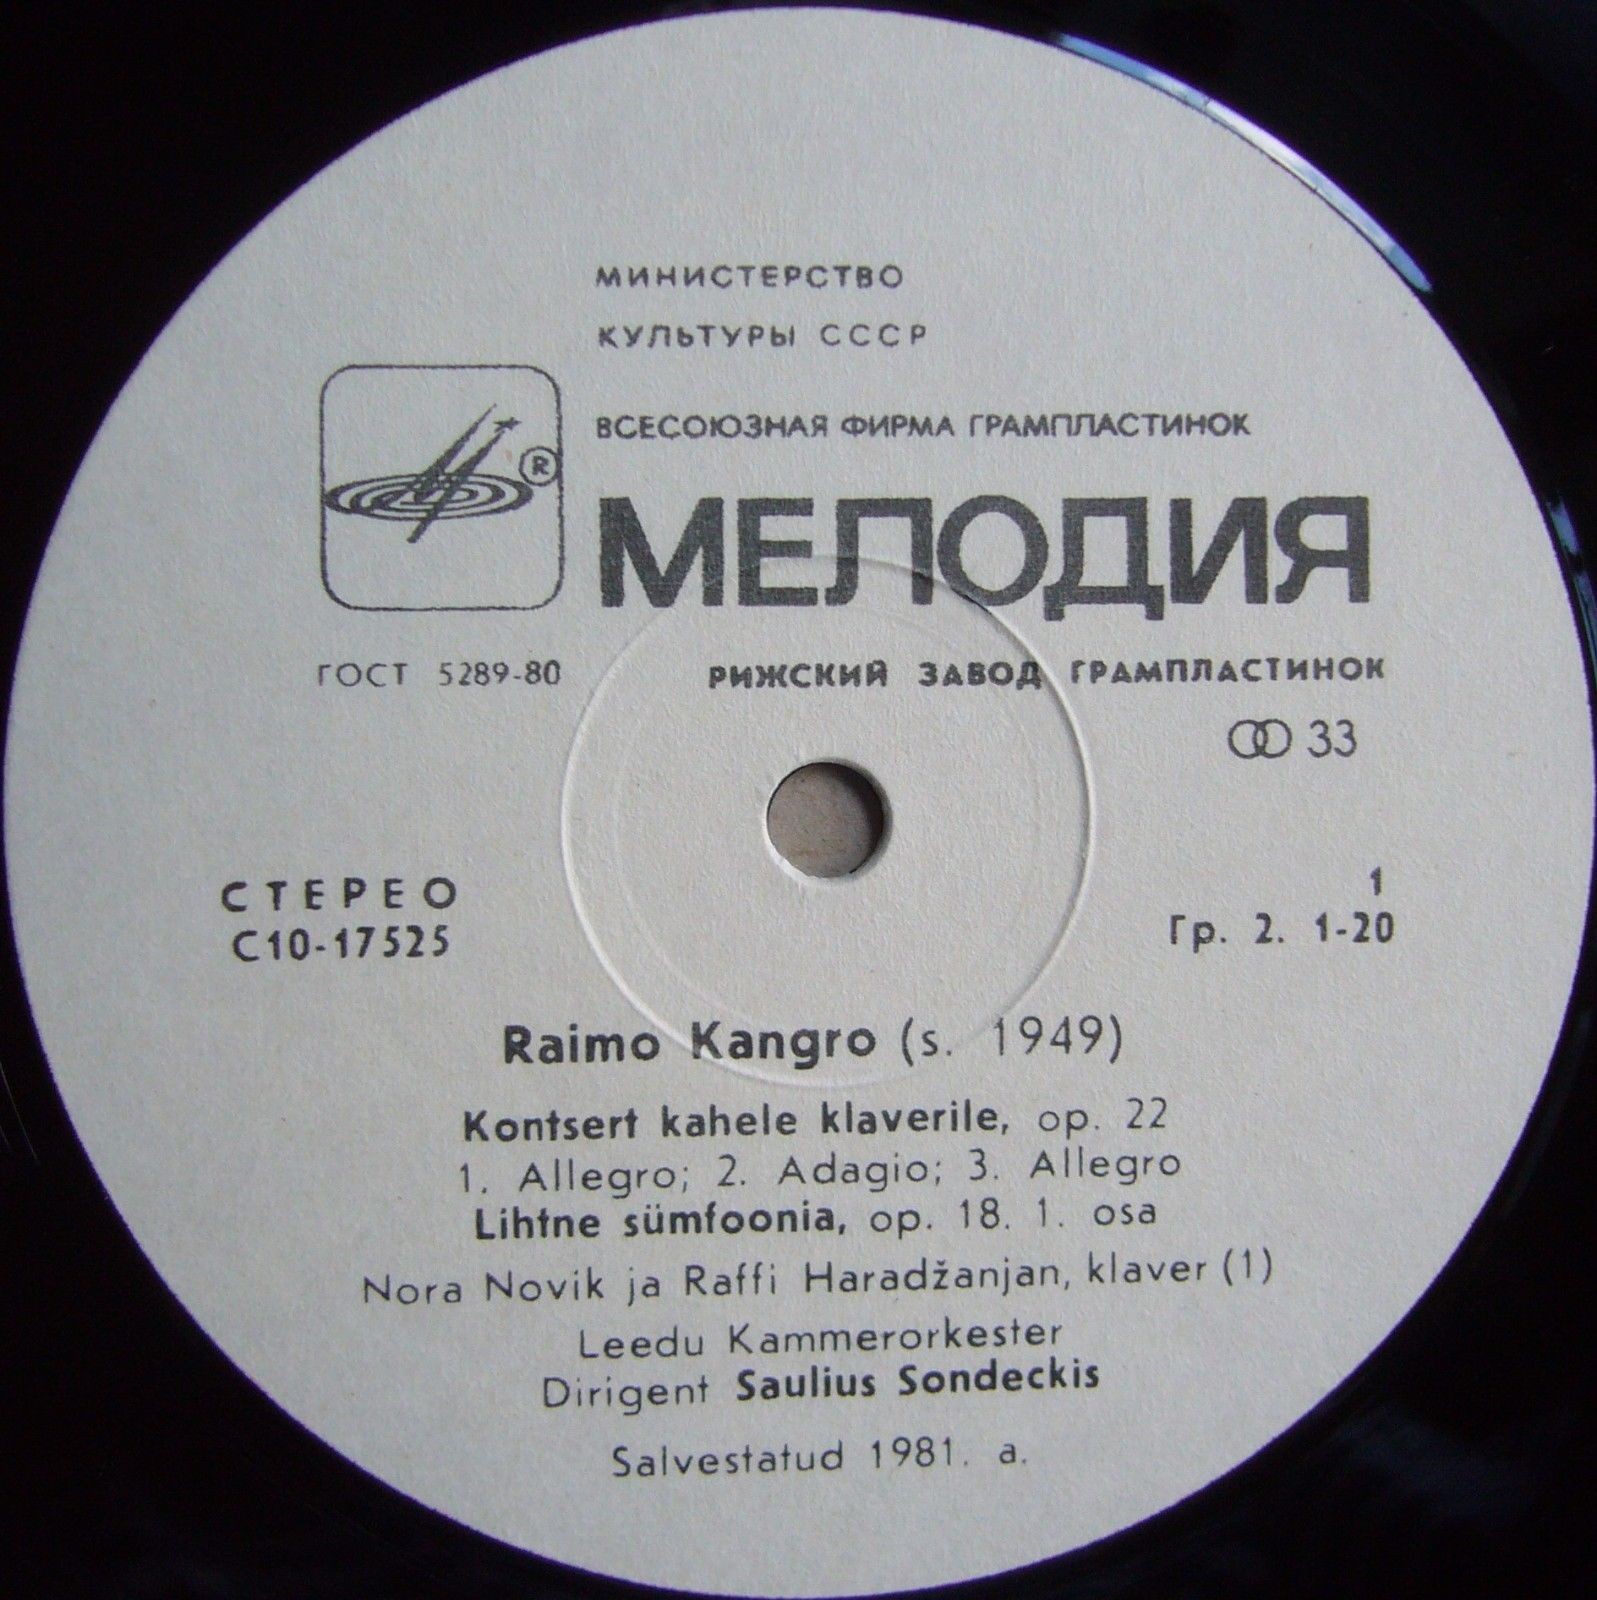 МИНИСТЕРСТВО
КУЛЬТУРЫ СССР
ВСЕСОЮЗНАЯ ФИРМА ГРАМПЛАСТИНОК
®
МЕЛОДИЯ
ГОСТ 5289-80
РИЖСКИЙ ЗАВОД ГРАМПЛАСТИНОК
33
СТЕРЕО
С10-17525
1
Гр. 2. 1-20
Raimo Kangro (s. 1949)
Kontsert kahele klaverile, op. 22
1. Allegro; 2. Adagio; 3. Allegro
Lihtne sümfoonia, op. 18. 1. osa
Nora Novik ja Raffi Haradžanjan, klaver (1)
Leedu Kammerorkester
Dirigent Saulius Sondeckis
Salvestatud 1981. a.